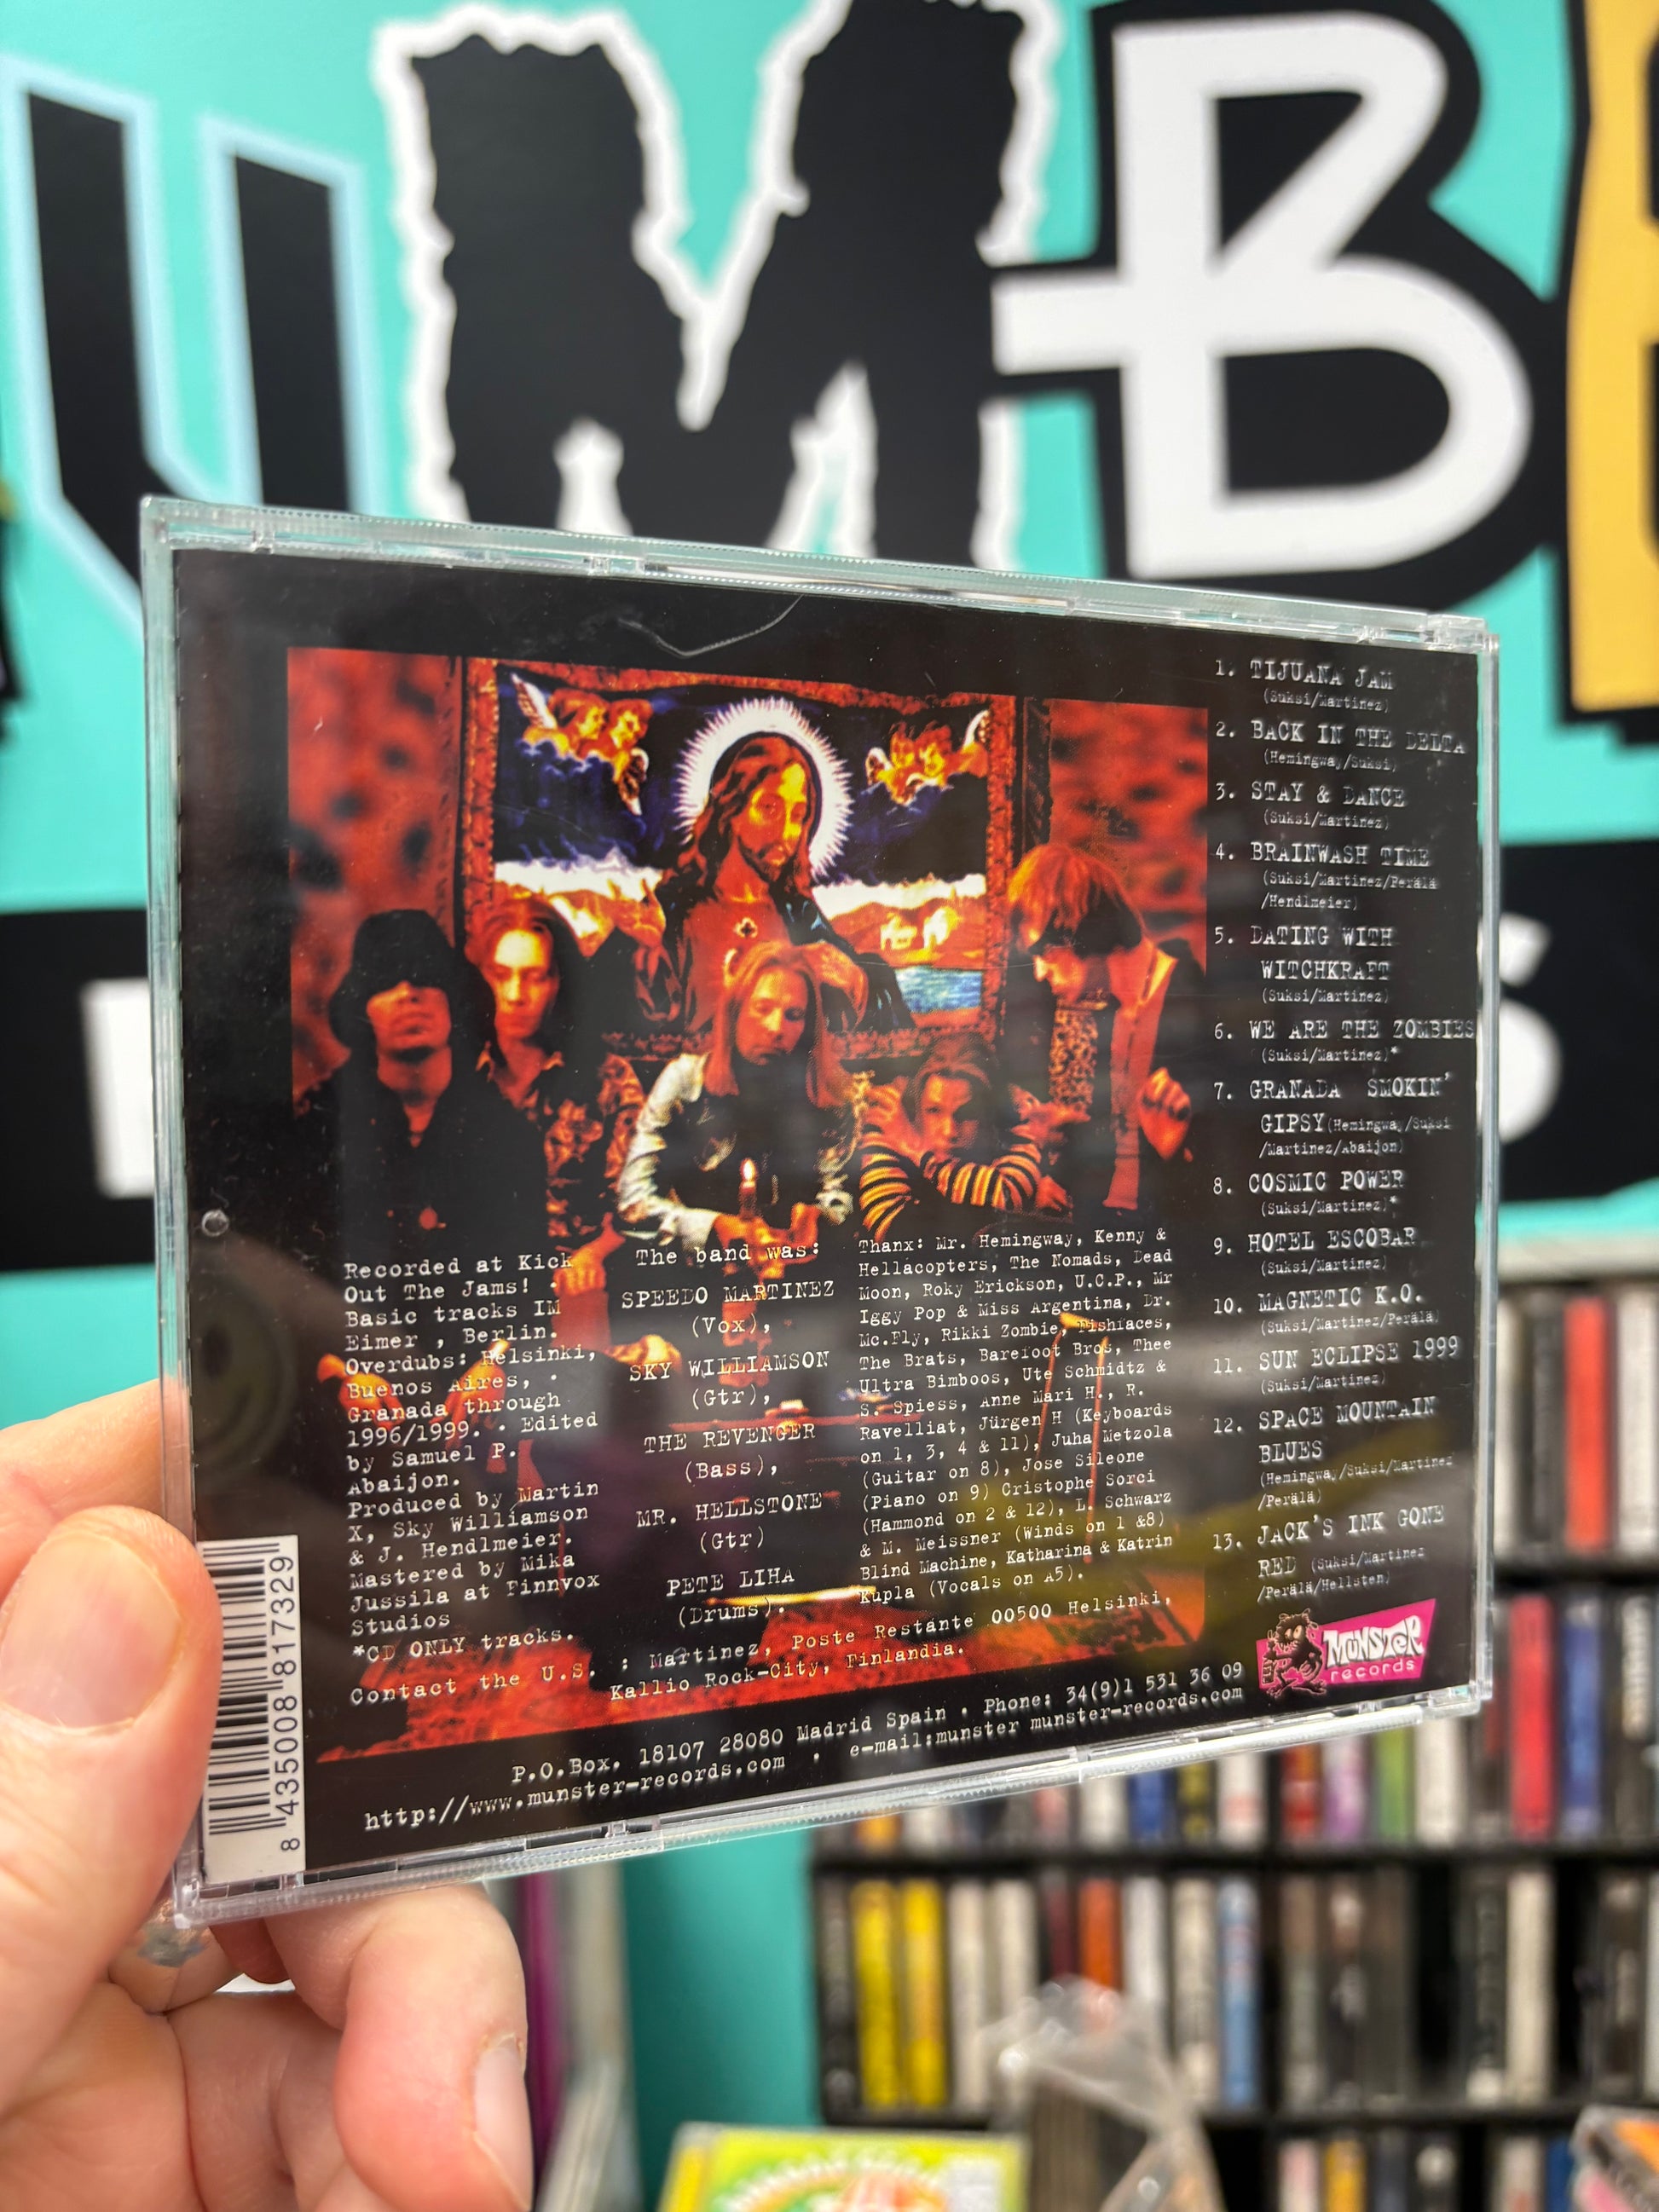 UMB
1. TIJUANA JAM
(Suksi/Martinez)
2. BACK IN THE DELTA
(Hemingway/Suksi)
3. STAY & DANCE
(Suksi/Martinez)
4. BRAINWASH TIME
(Suksi/Martinez/Perälä
/Hendlmeier)
5. DATING WITH
WITCHKRAFT
(Suksi/Martinez)
6. WE ARE THE ZOMBIES
(Suksi/Martinez)*
7. GRANADA SMOKIN'
GIPSY(Hemingway/Suksi
/Martinez/Abaijon)
8. COSMIC POWER
(Suksi/Martinez)*
9. HOTEL ESCOBAR
(Suksi/Martinez)
10. MAGNETIC K.O.
(Suksi/Martinez/Perälä)
11. SUN ECLIPSE 1999
(Suksi/Martinez)
12. SPACE MOUNTAIN
BLUES
(Hemingway/Suksi/Martinez
/Perälä)
13. JACK'S INK GONE
RED (Suksi/Martinez
/Perälä/Hellsten)
Recorded at Kick
Out The Jams! .
Basic tracks IM
Eimer , Berlin.
Overdubs: Helsinki,
Buenos Aires, .
Granada through
1996/1999. . Edited
by Samuel P.
Abaijon.
Produced by Martin
X, Sky Williamson
& J. Hendlmeier
Mastered by Mika
Jussila at Finnvox
Studios
*CD ONLY tracks.
The band was:
SPEEDO MARTINEZ
(Vox),
SKY WILLIAMSON
(Gtr),
THE REVENGER
(Bass),
MR. HELLSTONE
(Gtr)
PETE LIHA
(Drums).
Thanx: Mr. Hemingway, Kenny &
Hellacopters, The Nomads, Dead
Moon, Roky Erickson, U.C.P., Mr
Iggy Pop & Miss Argentina, Dr.
Mc.Fly, Rikki Zombie, Fishfaces,
The Brats, Barefoot Bros, Thee
Ultra Bimboos, Ute Schmidtz &
S. Spiess, Anne Mari H., R.
Ravelliat, Jürgen H (Keyboards
on 1, 3, 4 & 11), Juha Metzola
(Guitar on 8), Jose Sileone
(Piano on 9) Cristophe Sorci
(Hammond on 2 & 12), L. Schwarz
& M. Meissner (Winds on 1 &8)
Blind Machine, Katharina & Katrin
Kupla (Vocals on A5).
Contact the U.S. : Martinez, Poste Restánte 00500 Helsinki,
Kallio Rock-City, Finlandia.
MUNSTER
records
P.O.Box. 18107 28080 Madrid Spain . Phone: 34(9)1 531 36 09
http://www.munster-records.com . e-mail:munster munster-records.com
8 435008 817329